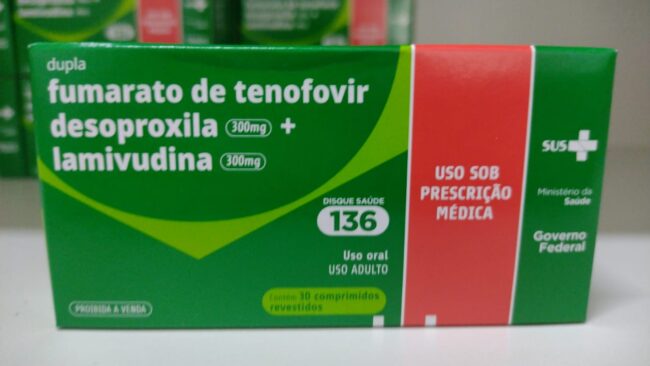 dupla
fumarato de tenofovir
desoproxila 300mg +
lamivudina 300mg
DISQUE SAÚDE
136
Uso oral
USO ADULTO
Contém 30 comprimidos
revestidos
PROIBIDA A VENDA
USO SOB
PRESCRIÇÃO
MÉDICA
SUS
Ministério da
Saúde
Governo
Federal